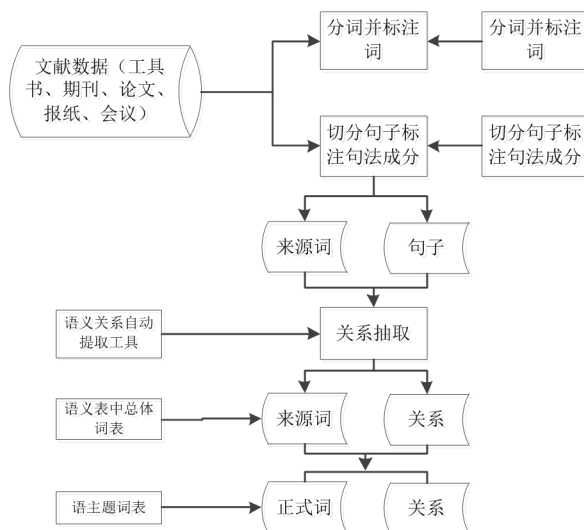 分词并标注
词
分词并标注
词
文献数据（工具
书、期刊、论文、
报纸、会议）
切分句子标
注句法成分
切分句子标
注句法成分
来源词
句子
语义关系自动
提取工具
关系抽取
语义表中总体
词表
来源词
关系
语主题词表
正式词
关系